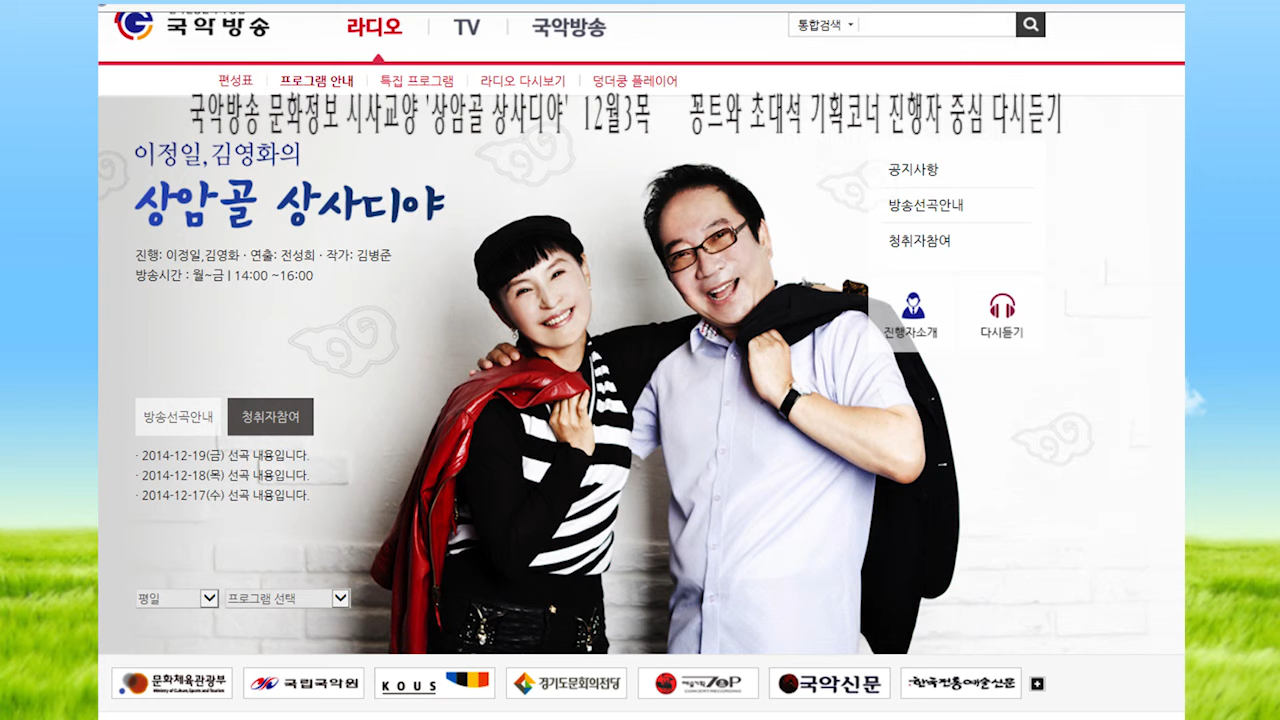 국악방송
라디오
TV
국악방송
통합검색
편성표
프로그램 안내
특집 프로그램
라디오 다시보기
덩더쿵 플레이어
국악방송 문화정보 시사교양 '상암골 상사디야' 12월3목 꽁트와 초대석 기획코너 진행자 중심 다시듣기
이정일,김영화의
상암골 상사디야
진행: 이정일,김영화 · 연출: 전성희 · 작가: 김병준
방송시간 : 월~금 | 14:00 ~16:00
공지사항
방송선곡안내
청취자참여
진행자소개
다시듣기
방송선곡안내
청취자참여
· 2014-12-19(금) 선곡 내용입니다.
· 2014-12-18(목) 선곡 내용입니다.
· 2014-12-17(수) 선곡 내용입니다.
평일
프로그램 선택
문화체육관광부
Ministry of Culture, Sports and Tourism
국립국악원
KOUS
경기도문화의전당
예술기획 TOP
국악신문
한국전통예술신문